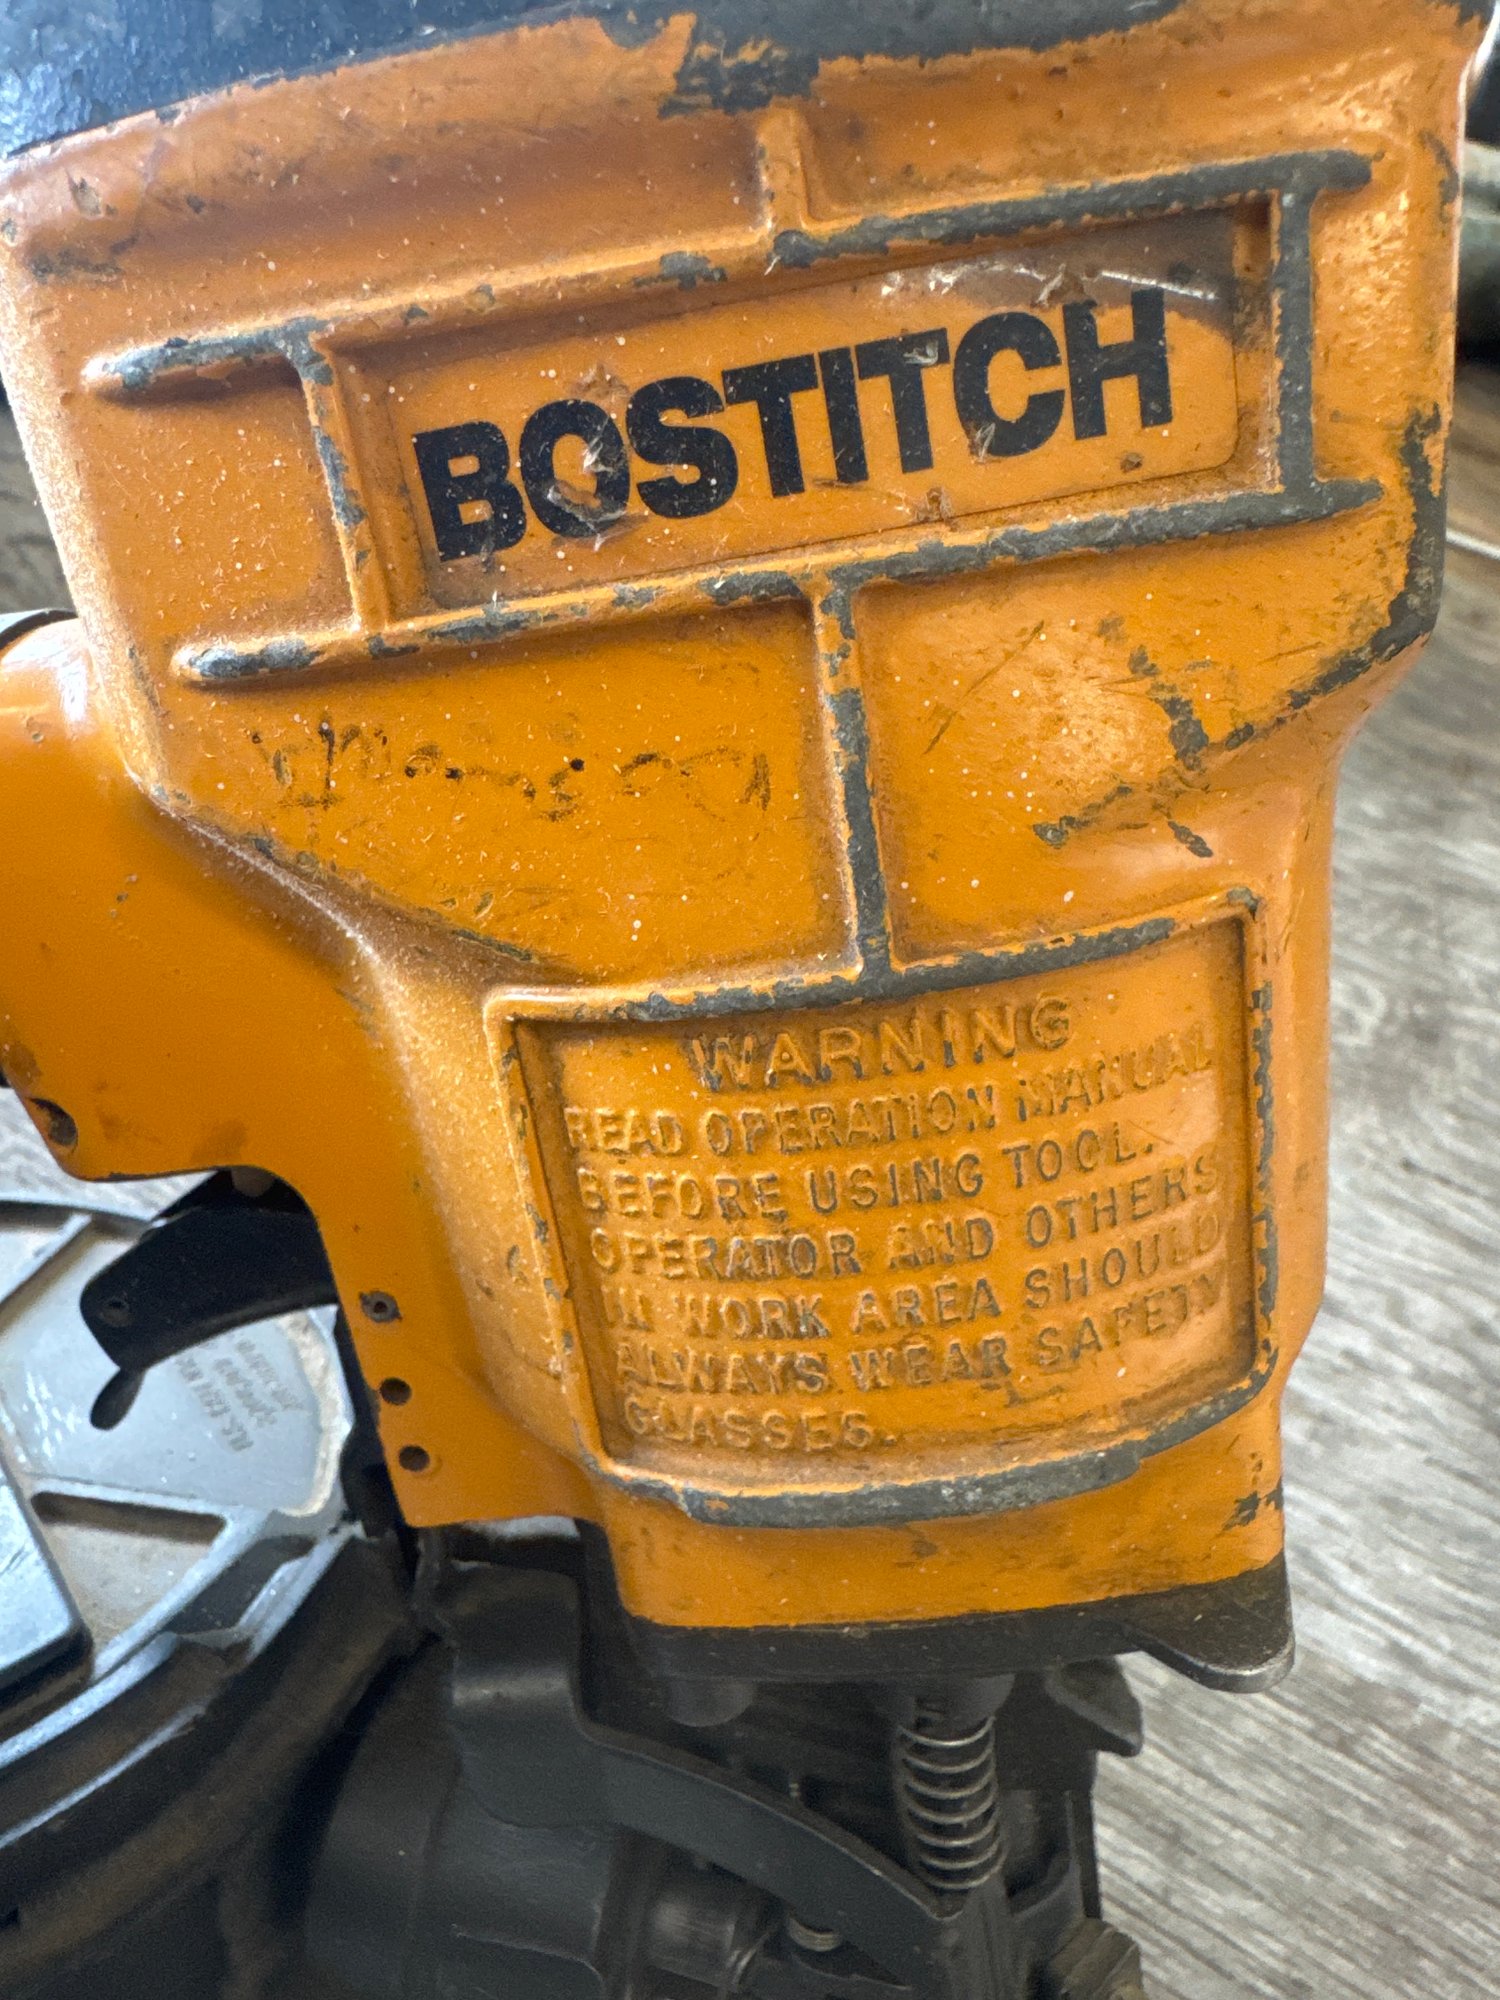 BOSTITCH
WARNING
READ OPERATION MANUAL
BEFORE USING TOOL.
OPERATOR AND OTHERS
IN WORK AREA SHOULD
ALWAYS WEAR SAFETY
GLASSES.